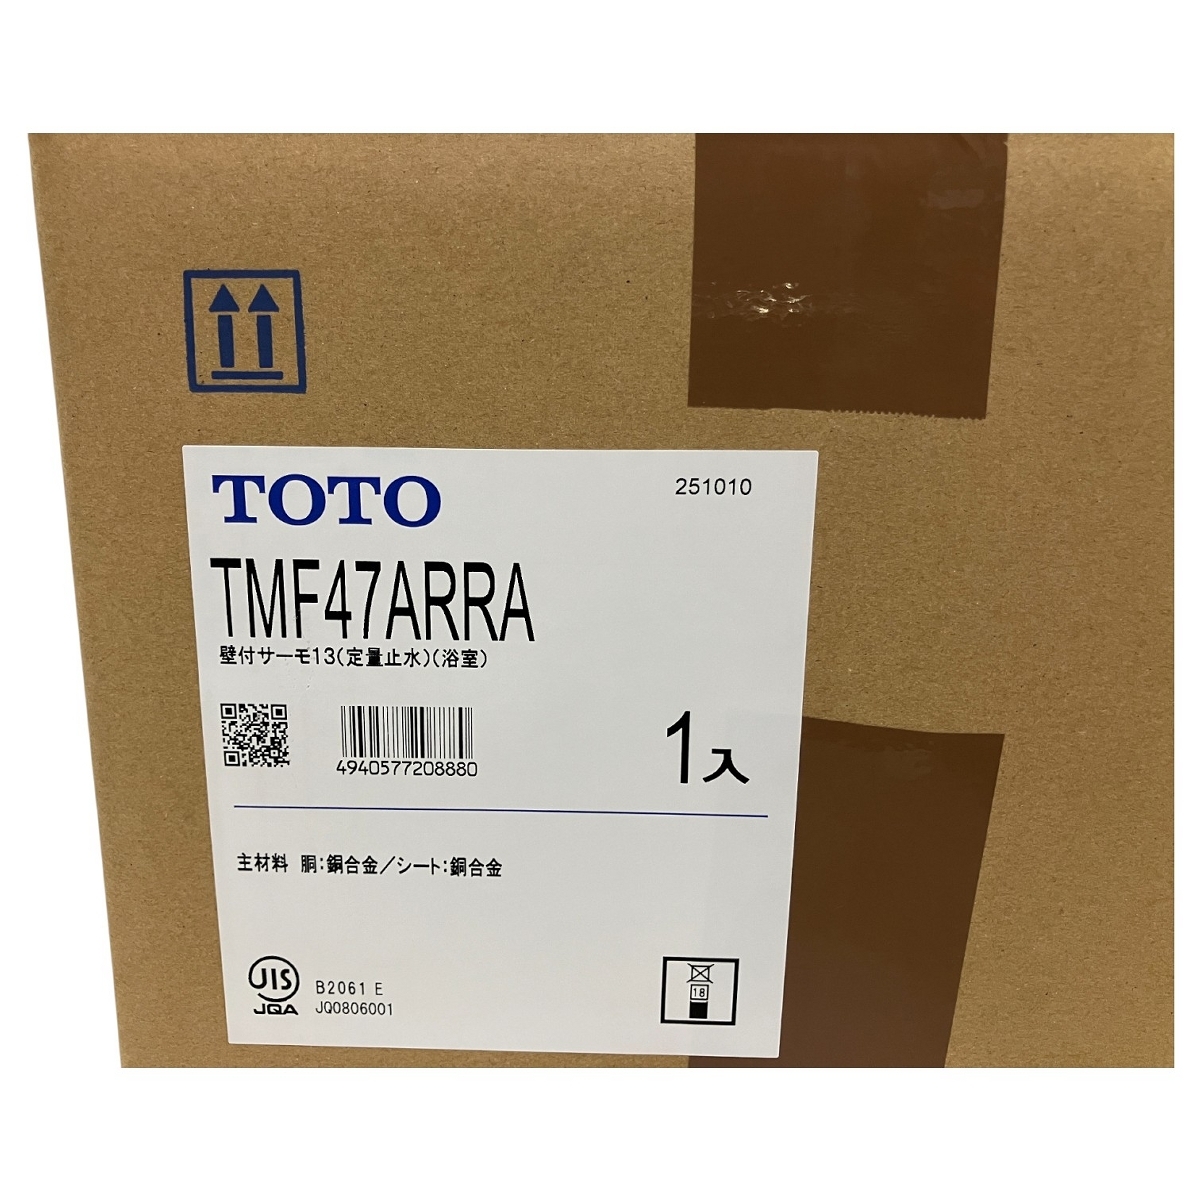 TOTO
251010
TMF47ARRA
壁付サーモ13(定量止水)(浴室)
4940577208880
1入
主材料 胴:銅合金/シート:銅合金
JIS
JQA
B2061 E
JQ0806001
18